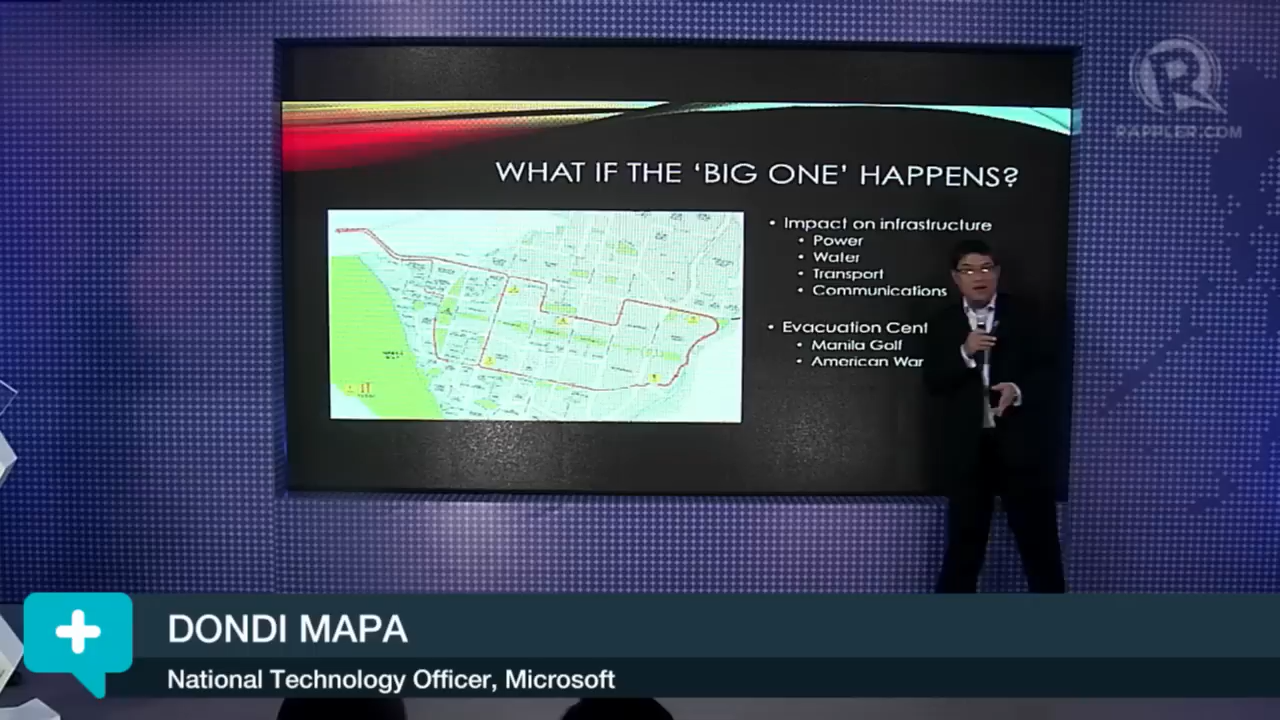 RAPPLER.COM
WHAT IF THE ‘BIG ONE’ HAPPENS?
• Impact on infrastructure
• Power
• Water
• Transport
• Communications
• Evacuation Cent
• Manila Golf
• American War
DONDI MAPA
National Technology Officer, Microsoft